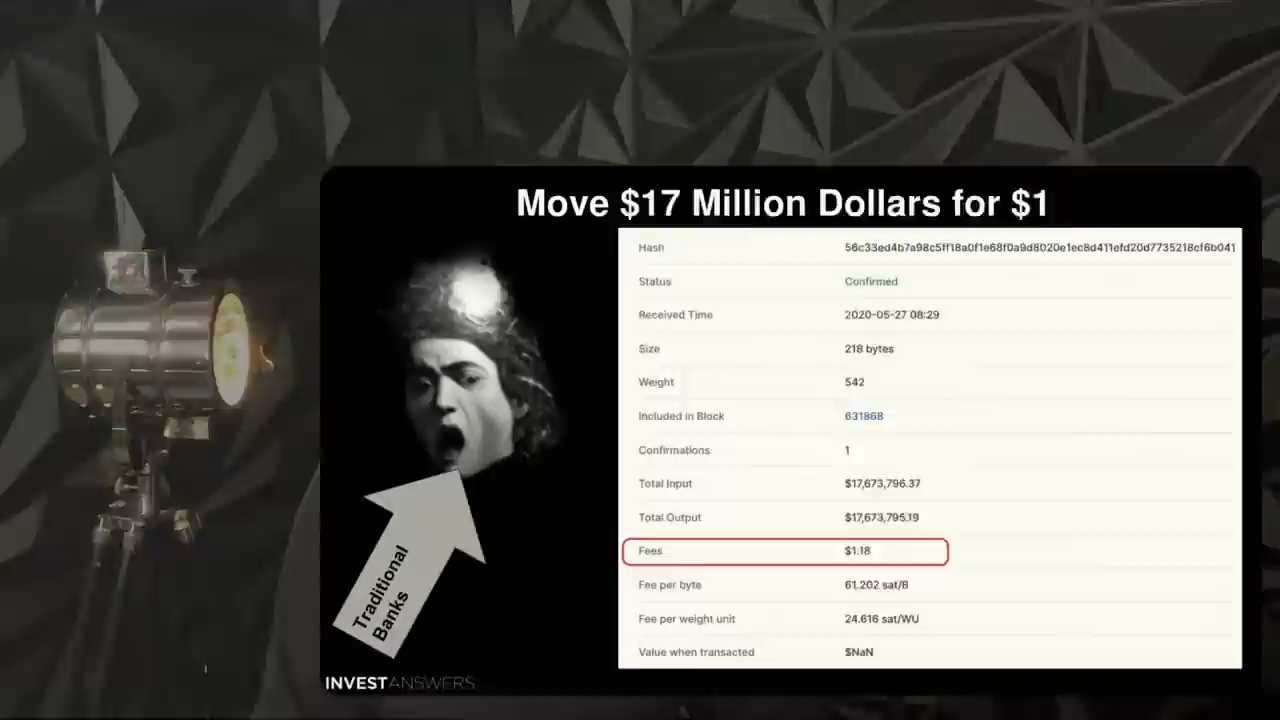 Move $17 Million Dollars for $1
Hash 56c33ed4b7a98c5ff18a0f1e68f0a9d8020e1ec8d411efd20d7735218cf6b041
Status Confirmed
Received Time 2020-05-27 08:29
Size 218 bytes
Weight 542
Included in Block 631868
Confirmations 1
Total Input $17,673,796.37
Total Output $17,673,795.19
Fees $1.18
Fee per byte 61.202 sat/B
Fee per weight unit 24.616 sat/WU
Value when transacted $NaN
Traditional
Banks
INVESTANSWERS